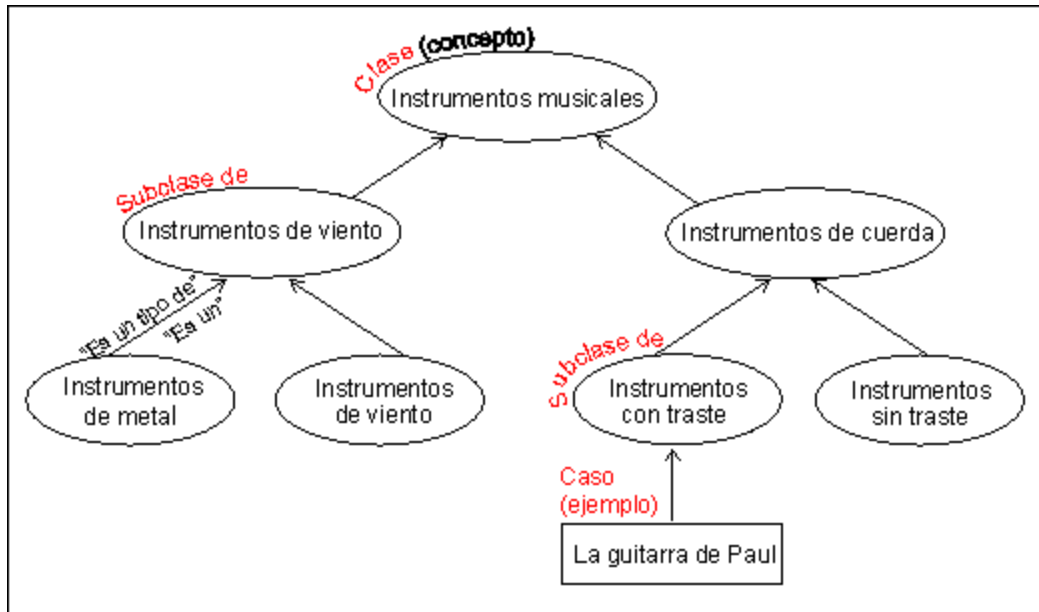 Clase (concepto)
Instrumentos musicales
Subclase de
Instrumentos de viento
Instrumentos de cuerda
"Es un tipo de"
"Es un"
Subclase de
Instrumentos
de metal
Instrumentos
de viento
Instrumentos
con traste
Instrumentos
sin traste
Caso
(ejemplo)
La guitarra de Paul